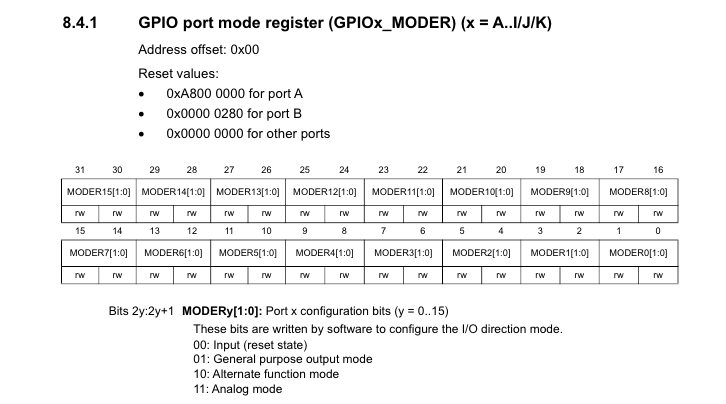 8.4.1 GPIO port mode register (GPIOx_MODER) (x = A..I/J/K)
Address offset: 0x00
Reset values:
• 0xA800 0000 for port A
• 0x0000 0280 for port B
• 0x0000 0000 for other ports
31 30 29 28 27 26 25 24 23 22 21 20 19 18 17 16
MODER15[1:0] MODER14[1:0] MODER13[1:0] MODER12[1:0] MODER11[1:0] MODER10[1:0] MODER9[1:0] MODER8[1:0]
rw rw rw rw rw rw rw rw rw rw rw rw rw rw rw rw
15 14 13 12 11 10 9 8 7 6 5 4 3 2 1 0
MODER7[1:0] MODER6[1:0] MODER5[1:0] MODER4[1:0] MODER3[1:0] MODER2[1:0] MODER1[1:0] MODER0[1:0]
rw rw rw rw rw rw rw rw rw rw rw rw rw rw rw rw
Bits 2y:2y+1 MODERy[1:0]: Port x configuration bits (y = 0..15)
These bits are written by software to configure the I/O direction mode.
00: Input (reset state)
01: General purpose output mode
10: Alternate function mode
11: Analog mode